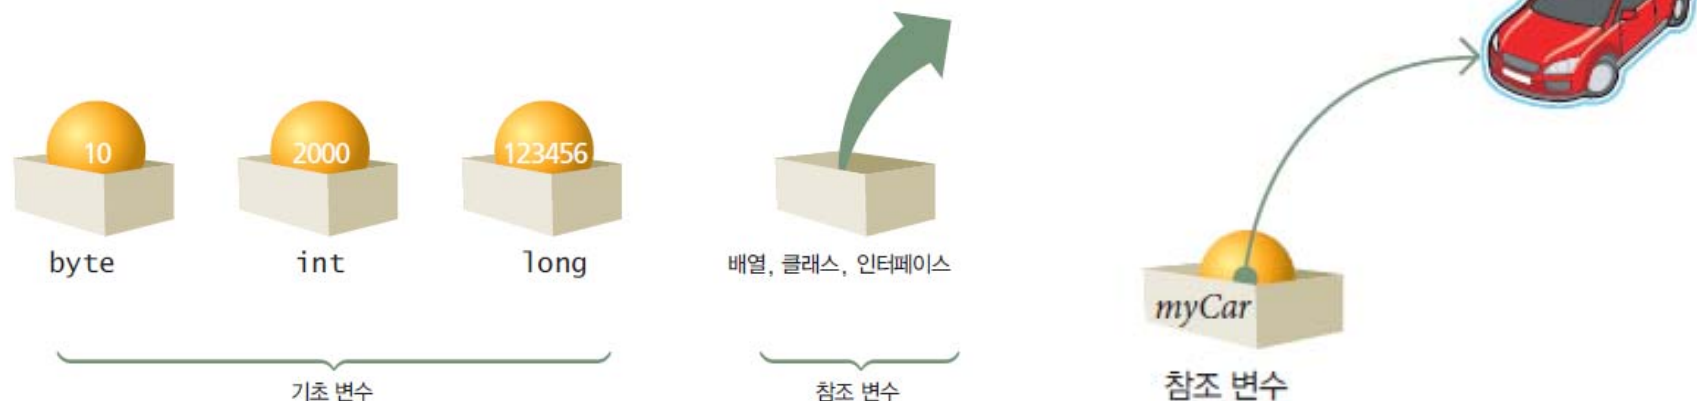 10
2000
123456
byte
int
long
배열, 클래스, 인터페이스
기초 변수
참조 변수
myCar
참조 변수